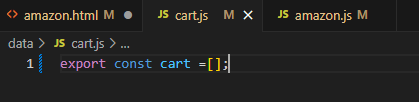 <> amazon.html M ● JS cart.js X JS amazon.js M
data > JS cart.js > ...
1 export const cart =[];